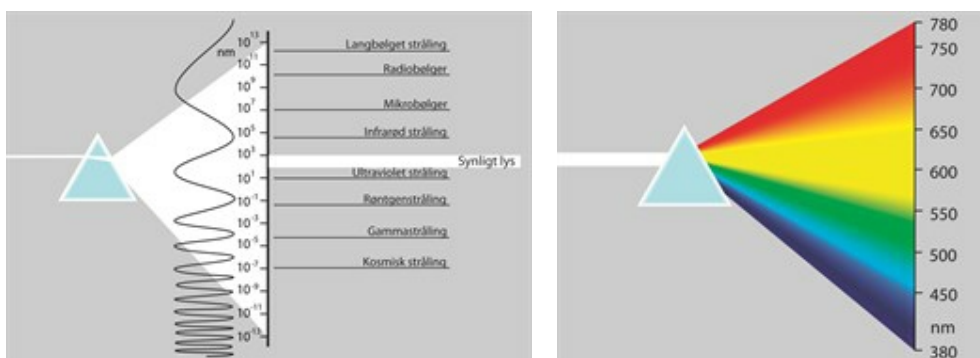 10¹³
Langbølget stråling
nm
10¹¹
Radiobølger
10⁹
10⁷
Mikrobølger
10⁵
Infrarød stråling
10³
Synligt lys
10¹
Ultraviolet stråling
10⁻¹
Røntgenstråling
10⁻³
Gammastråling
10⁻⁵
Kosmisk stråling
10⁻⁷
10⁻⁹
10⁻¹¹
10⁻¹³
780
750
700
650
600
550
500
450
nm
380